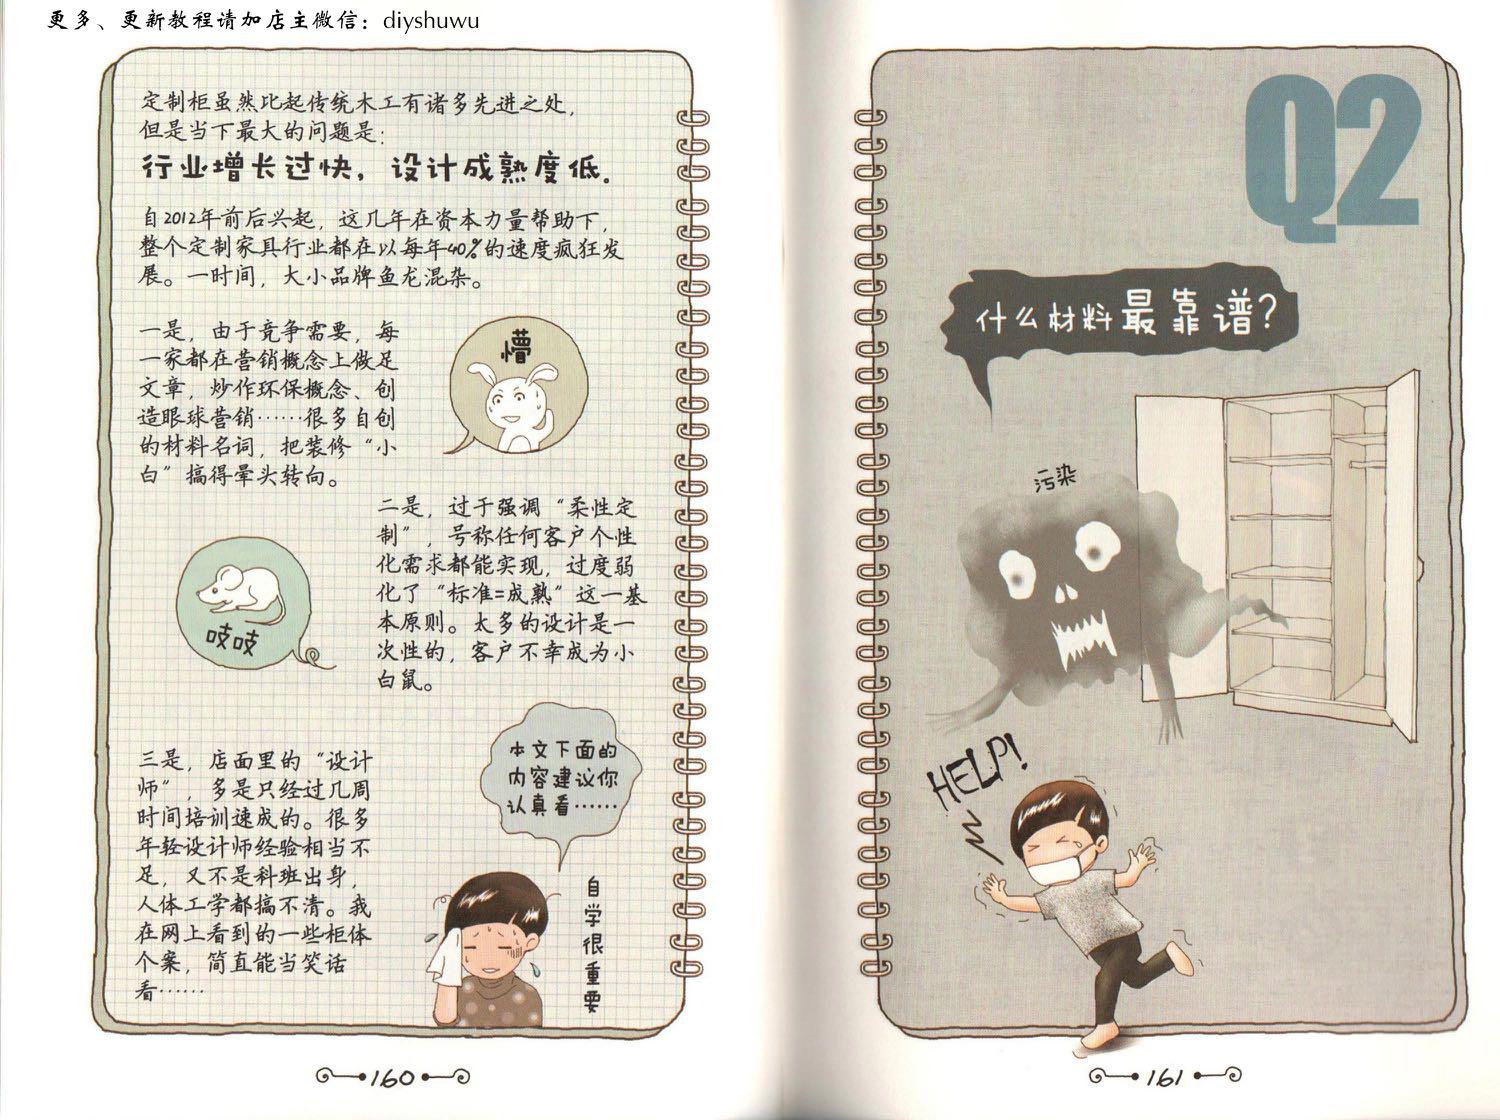 更多、更新教程请加店主微信：diyshuwu
定制柜虽然比起传统木工有诸多先进之处，
但是当下最大的问题是：
行业增长过快，设计成熟度低.
自2012年前后兴起，这几年在资本力量帮助下，
整个定制家具行业都在以每年40%的速度疯狂发
展。一时间，大小品牌鱼龙混杂。
一是，由于竞争需要，每
一家都在营销概念上做足
文章，炒作环保概念、创
造眼球营销……很多自创
的材料名词，把装修“小
白”搞得晕头转向。
懵
二是，过于强调“柔性定
制”，号称任何客户个性
化需求都能实现，过度弱
化了“标准=成熟”这一基
本原则。太多的设计是一
次性的，客户不幸成为小
白鼠。
吱吱
三是，店面里的“设计
师”，多是只经过几周
时间培训速成的。很多
年轻设计师经验相当不
足，又不是科班出身，
人体工学都搞不清。我
在网上看到的一些柜体
个案，简直能当笑话
看……
本文下面的
内容建议你
认真看……
自学很重要
160
Q2
什么材料最靠谱？
污染
HELP!
161